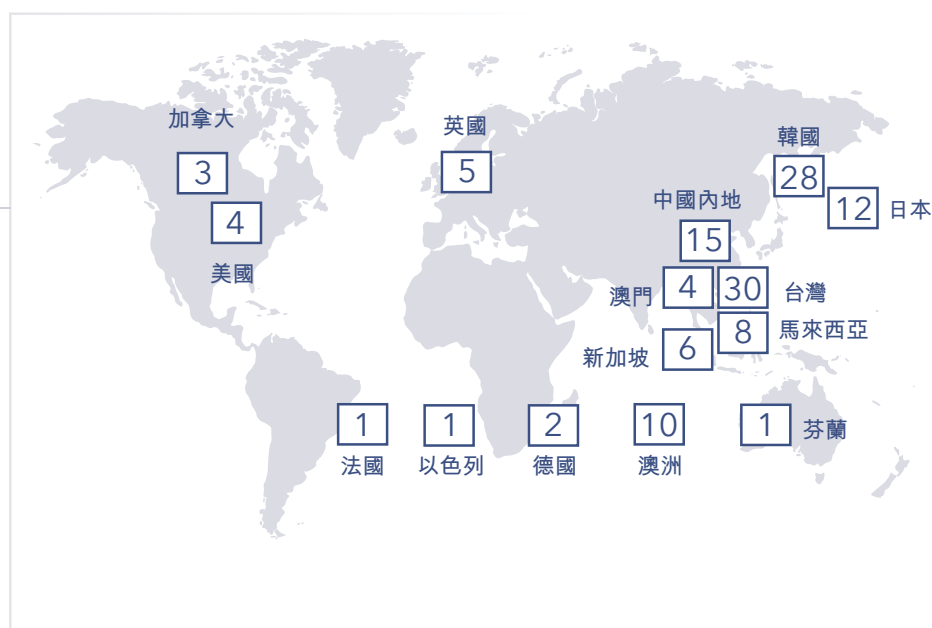 加拿大
3
4
美國
英國
5
韓國
28
12 日本
中國內地
15
澳門 4
30 台灣
8 馬來西亞
新加坡 6
1
法國
1
以色列
2
德國
10
澳洲
1 芬蘭